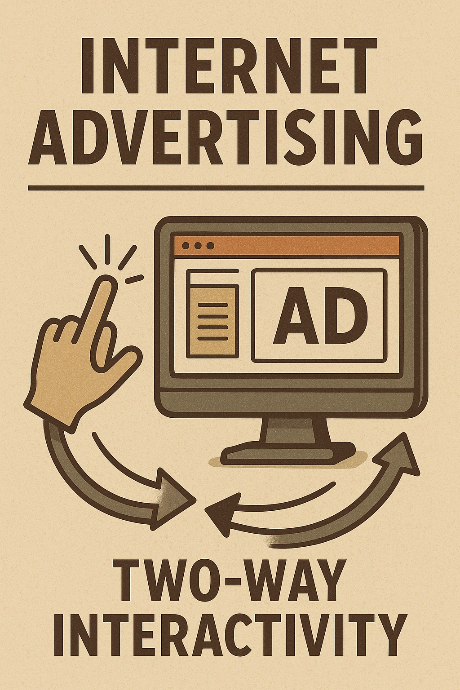 INTERNET
ADVERTISING
AD
TWO-WAY
INTERACTIVITY